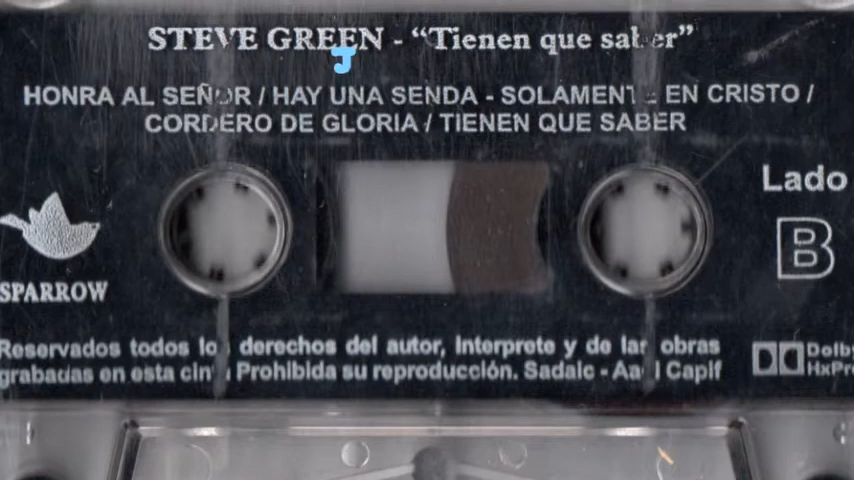 STEVE GREEN - “Tienen que saber”
J
HONRA AL SEÑOR / HAY UNA SENDA - SOLAMENTE EN CRISTO /
CORDERO DE GLORIA / TIENEN QUE SABER
Lado
B
SPARROW
Reservados todos los derechos del autor, Interprete y de las obras
grabadas en esta cinta Prohibida su reproducción. Sadaic - Aadi Capif
Dolby
HxPro